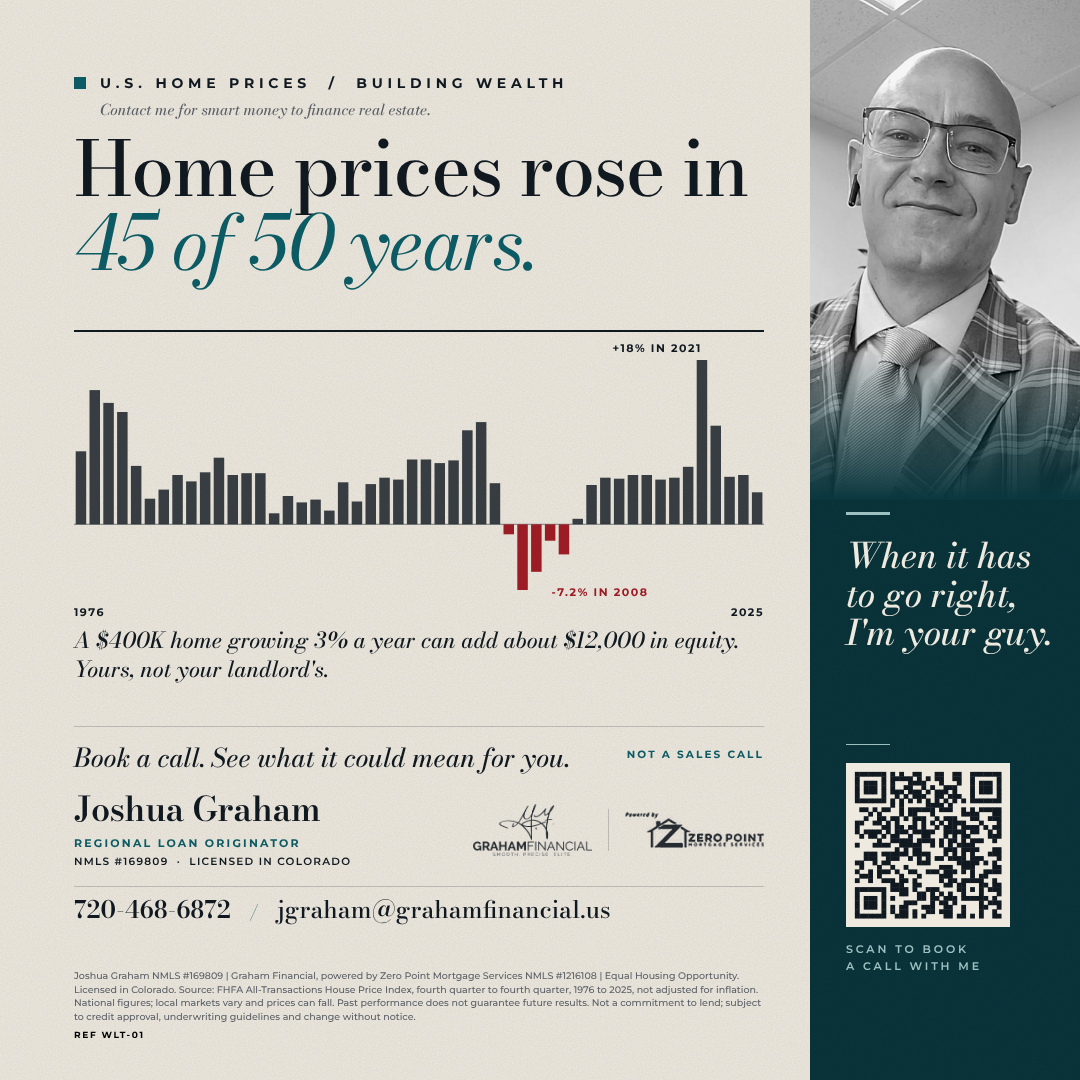 U.S. HOME PRICES / BUILDING WEALTH
Contact me for smart money to finance real estate.
Home prices rose in
45 of 50 years.
+18% IN 2021
-7.2% IN 2008
1976
2025
A $400K home growing 3% a year can add about $12,000 in equity.
Yours, not your landlord's.
Book a call. See what it could mean for you.
NOT A SALES CALL
Joshua Graham
REGIONAL LOAN ORIGINATOR
NMLS #169809 · LICENSED IN COLORADO
GRAHAMFINANCIAL
SMOOTH. PRECISE. ELITE.
Powered by
ZERO POINT
MORTGAGE SERVICES
720-468-6872 / jgraham@grahamfinancial.us
Joshua Graham NMLS #169809 | Graham Financial, powered by Zero Point Mortgage Services NMLS #1216108 | Equal Housing Opportunity.
Licensed in Colorado. Source: FHFA All-Transactions House Price Index, fourth quarter to fourth quarter, 1976 to 2025, not adjusted for inflation.
National figures; local markets vary and prices can fall. Past performance does not guarantee future results. Not a commitment to lend; subject
to credit approval, underwriting guidelines and change without notice.
REF WLT-01
When it has
to go right,
I'm your guy.
SCAN TO BOOK
A CALL WITH ME